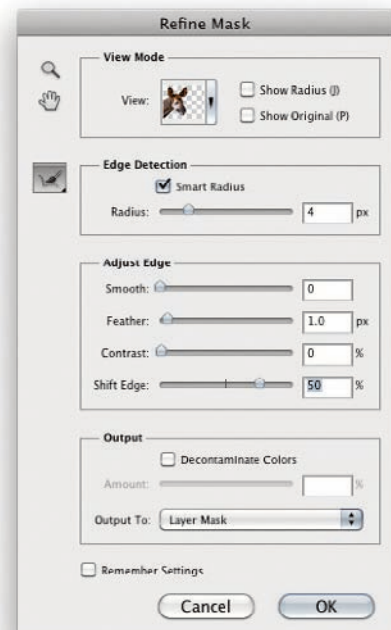 Refine Mask
View Mode
View:
Show Radius (J)
Show Original (P)
Edge Detection
Smart Radius
Radius: 4 px
Adjust Edge
Smooth: 0
Feather: 1.0 px
Contrast: 0 %
Shift Edge: 50 %
Output
Decontaminate Colors
Amount: %
Output To: Layer Mask
Remember Settings
Cancel OK